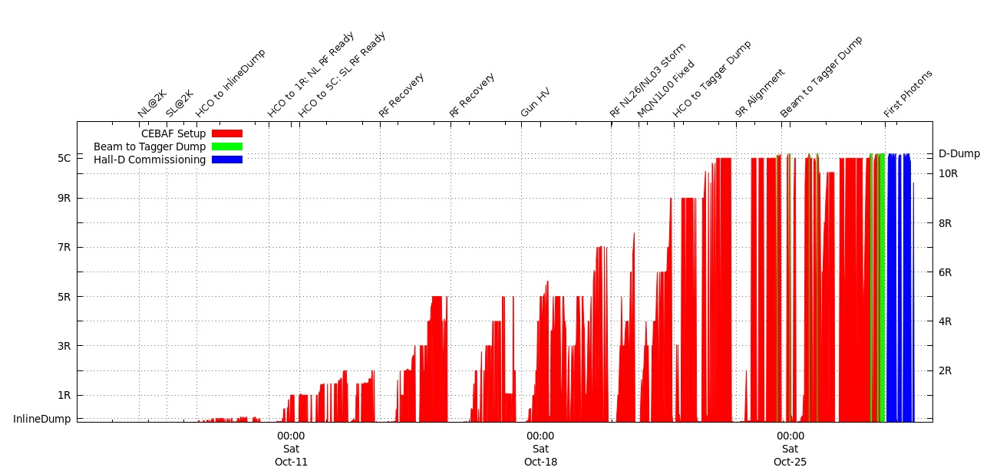 NL@2K
SL@2K
HCO to InlineDump
HCO to 1R: NL RF Ready
HCO to 5C: SL RF Ready
RF Recovery
RF Recovery
Gun HV
RF NL26/NL03 Storm
MQN1L00 Fixed
HCO to Tagger Dump
9R Alignment
Beam to Tagger Dump
First Photons
CEBAF Setup
Beam to Tagger Dump
Hall-D Commissioning
5C
9R
7R
5R
3R
1R
InlineDump
D-Dump
10R
8R
6R
4R
2R
00:00
Sat
Oct-11
00:00
Sat
Oct-18
00:00
Sat
Oct-25